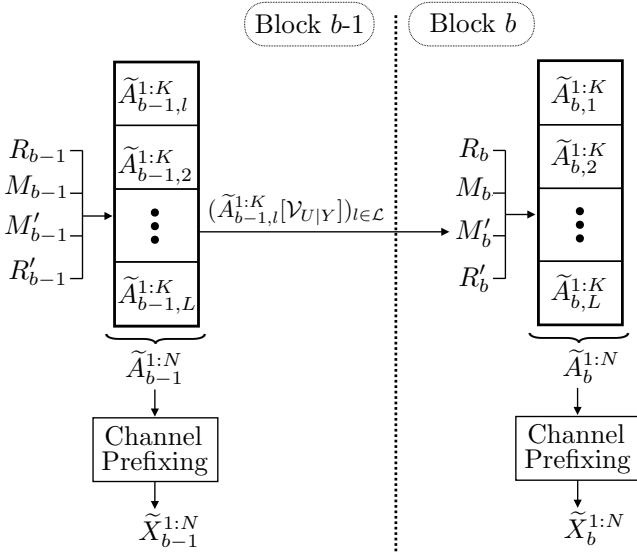 Block b-1
Block b
\widetilde{A}_{b-1,l}^{1:K}
\widetilde{A}_{b-1,2}^{1:K}
\widetilde{A}_{b-1,L}^{1:K}
R_{b-1}
M_{b-1}
M'_{b-1}
R'_{b-1}
(\widetilde{A}_{b-1,l}^{1:K}[\mathcal{V}_{U|Y}])_{l \in \mathcal{L}}
\widetilde{A}_{b-1}^{1:N}
Channel
Prefixing
\widetilde{X}_{b-1}^{1:N}
\widetilde{A}_{b,1}^{1:K}
\widetilde{A}_{b,2}^{1:K}
\widetilde{A}_{b,L}^{1:K}
R_b
M_b
M'_b
R'_b
\widetilde{A}_b^{1:N}
Channel
Prefixing
\widetilde{X}_b^{1:N}